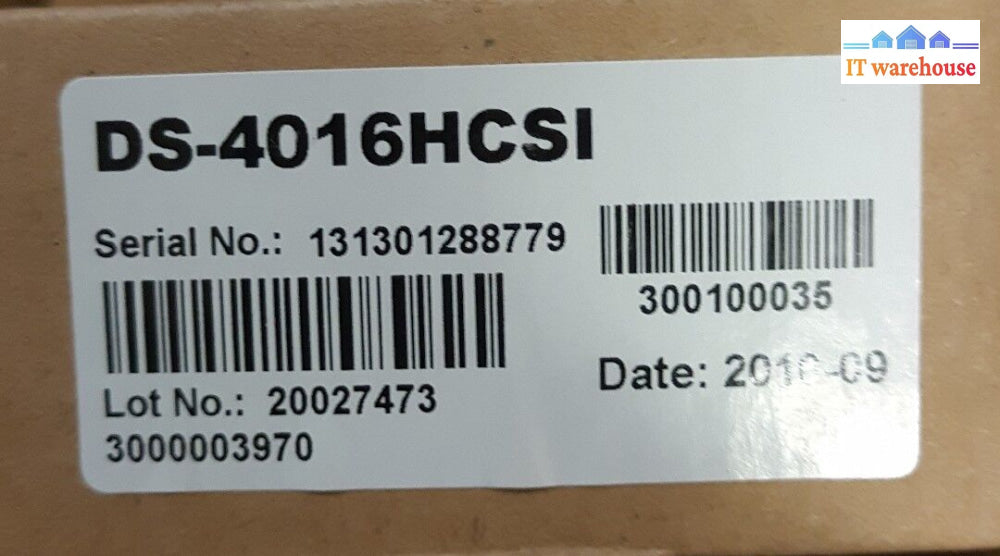 IT warehouse
DS-4016HCSI
Serial No.: 131301288779
300100035
Lot No.: 20027473
3000003970
Date: